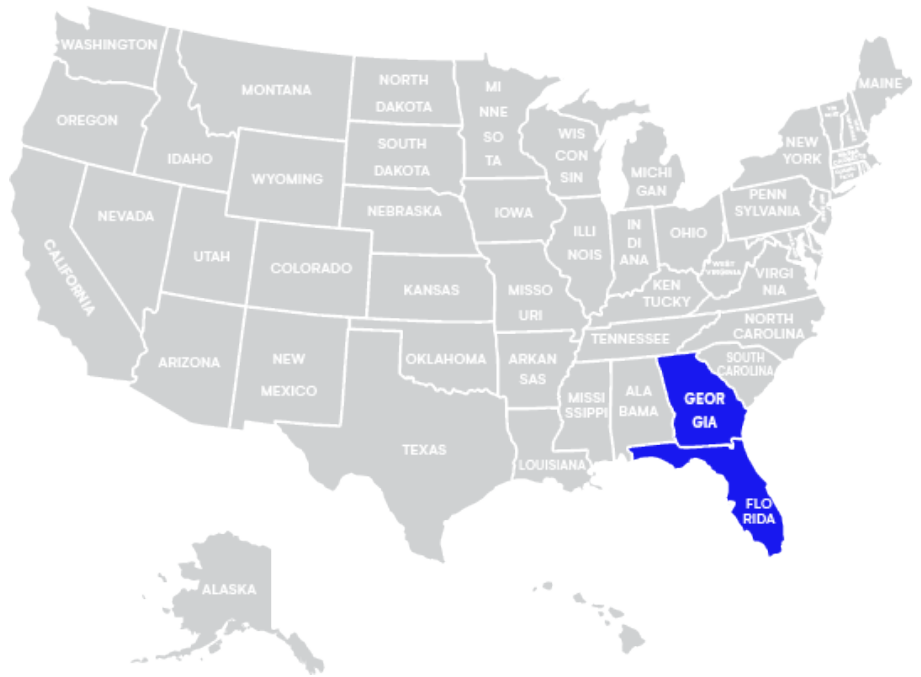 WASHINGTON
MAINE
MONTANA
NORTH
DAKOTA
MI
NNE
SO
TA
OREGON
IDAHO
SOUTH
DAKOTA
WIS
CON
SIN
NEW
YORK
WYOMING
MICHI
GAN
PENN
SYLVANIA
NEVADA
NEBRASKA
IOWA
ILLI
NOIS
IN
DI
ANA
OHIO
CALIFORNIA
UTAH
COLORADO
KANSAS
MISSO
URI
WEST
VIRGINIA
VIRGI
NIA
KEN
TUCKY
NORTH
CAROLINA
TENNESSEE
ARIZONA
NEW
MEXICO
OKLAHOMA
ARKAN
SAS
SOUTH
CAROLINA
MISSI
SSIPPI
ALA
BAMA
GEOR
GIA
TEXAS
LOUISIANA
FLO
RIDA
ALASKA